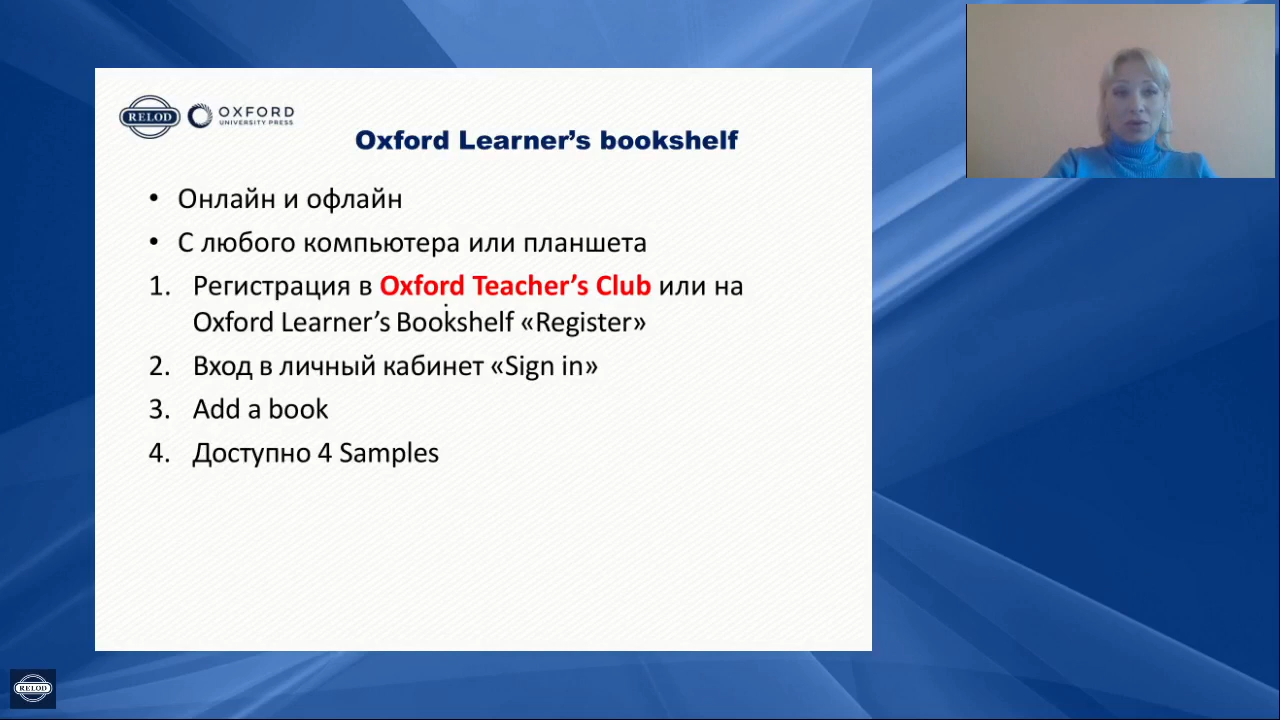 RELOD
OXFORD
UNIVERSITY PRESS
Oxford Learner’s bookshelf
• Онлайн и офлайн
• С любого компьютера или планшета
1. Регистрация в Oxford Teacher’s Club или на
Oxford Learner’s Bookshelf «Register»
2. Вход в личный кабинет «Sign in»
3. Add a book
4. Доступно 4 Samples
RELOD